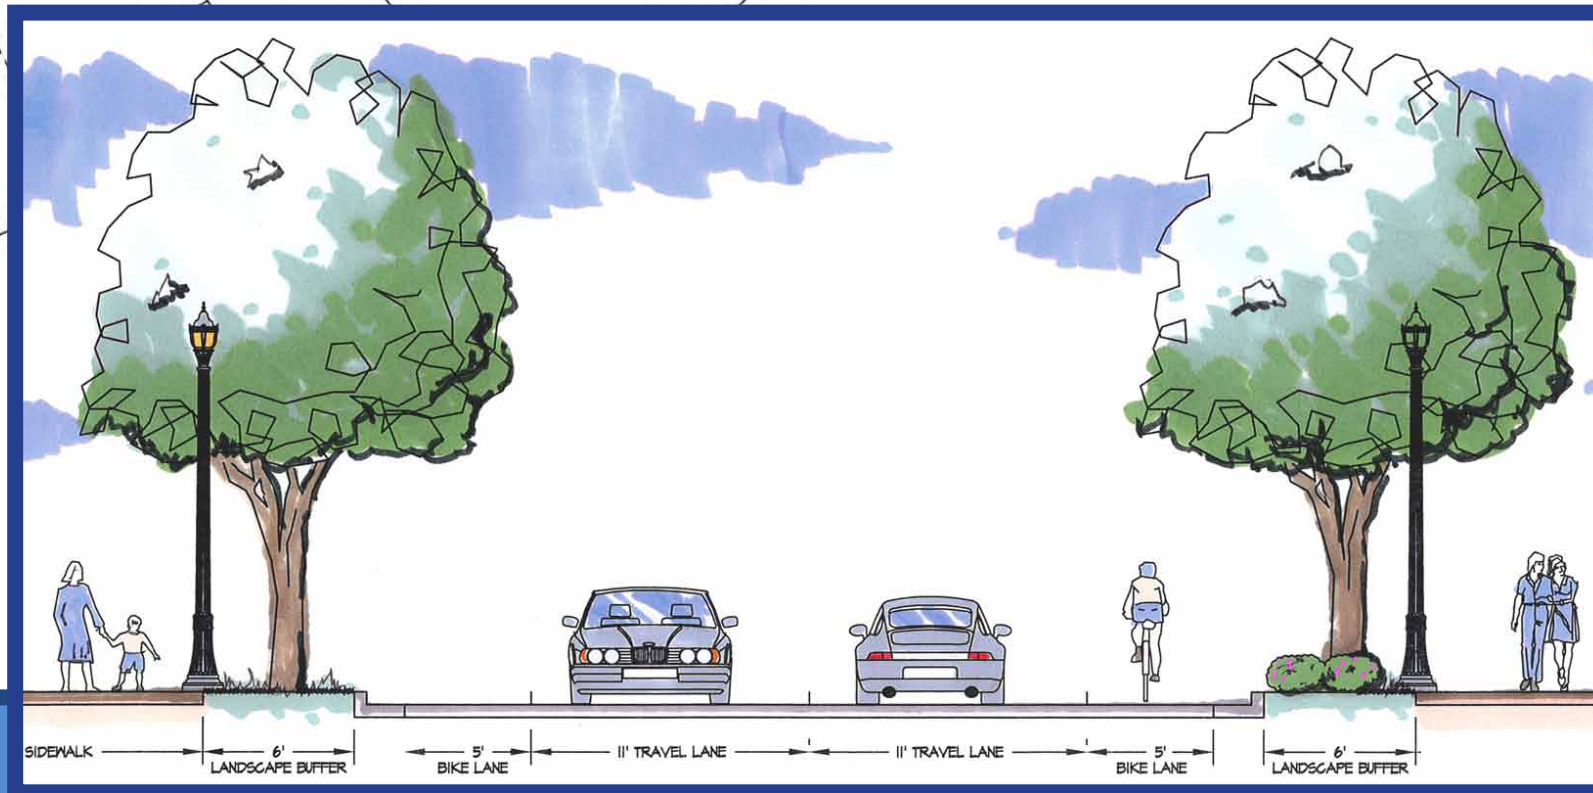 SIDEWALK
6'
LANDSCAPE BUFFER
5'
BIKE LANE
11' TRAVEL LANE
11' TRAVEL LANE
5'
BIKE LANE
6'
LANDSCAPE BUFFER